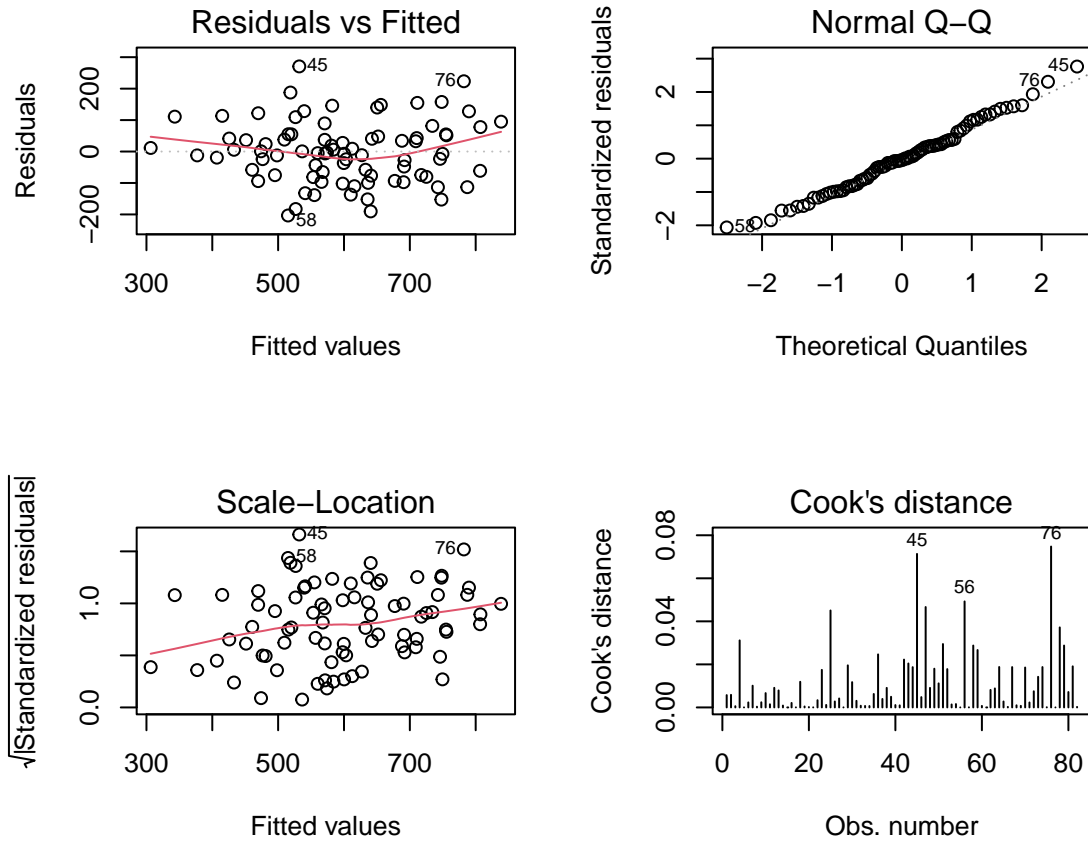 Residuals vs Fitted
Residuals
−200 0 200
45
76
58
300 500 700
Fitted values
Normal Q−Q
Standardized residuals
−2 0 2
45
76
58
−2 −1 0 1 2
Theoretical Quantiles
Scale−Location
√|Standardized residuals|
0.0 1.0
45
58
76
300 500 700
Fitted values
Cook's distance
Cook's distance
0.00 0.04 0.08
45
56
76
0 20 40 60 80
Obs. number